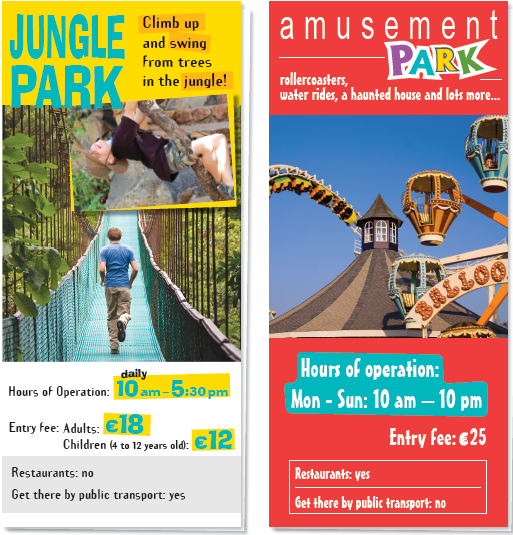 JUNGLE
PARK
Climb up
and swing
from trees
in the jungle!
daily
Hours of Operation: 10 am – 5:30 pm
Entry fee: Adults: €18
Children (4 to 12 years old): €12
Restaurants: no
Get there by public transport: yes
amusement
PARK
rollercoasters,
water rides, a haunted house and lots more...
BALLOO
Hours of operation:
Mon - Sun: 10 am – 10 pm
Entry fee: €25
Restaurants: yes
Get there by public transport: no